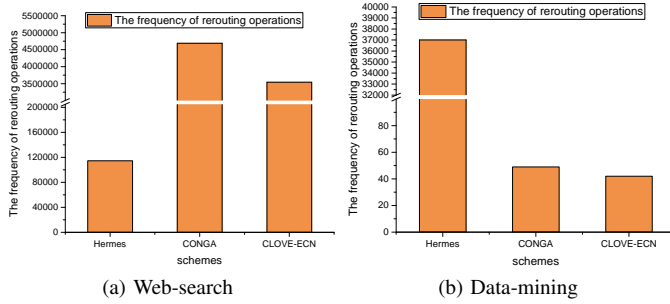 The frequency of rerouting operations
5500000
4500000
3500000
200000
160000
120000
80000
40000
0
The frequency of rerouting operations
Hermes CONGA CLOVE-ECN
schemes
(a) Web-search
The frequency of rerouting operations
40000
39000
38000
37000
36000
35000
34000
33000
32000
80
60
40
20
0
The frequency of rerouting operations
Hermes CONGA CLOVE-ECN
schemes
(b) Data-mining